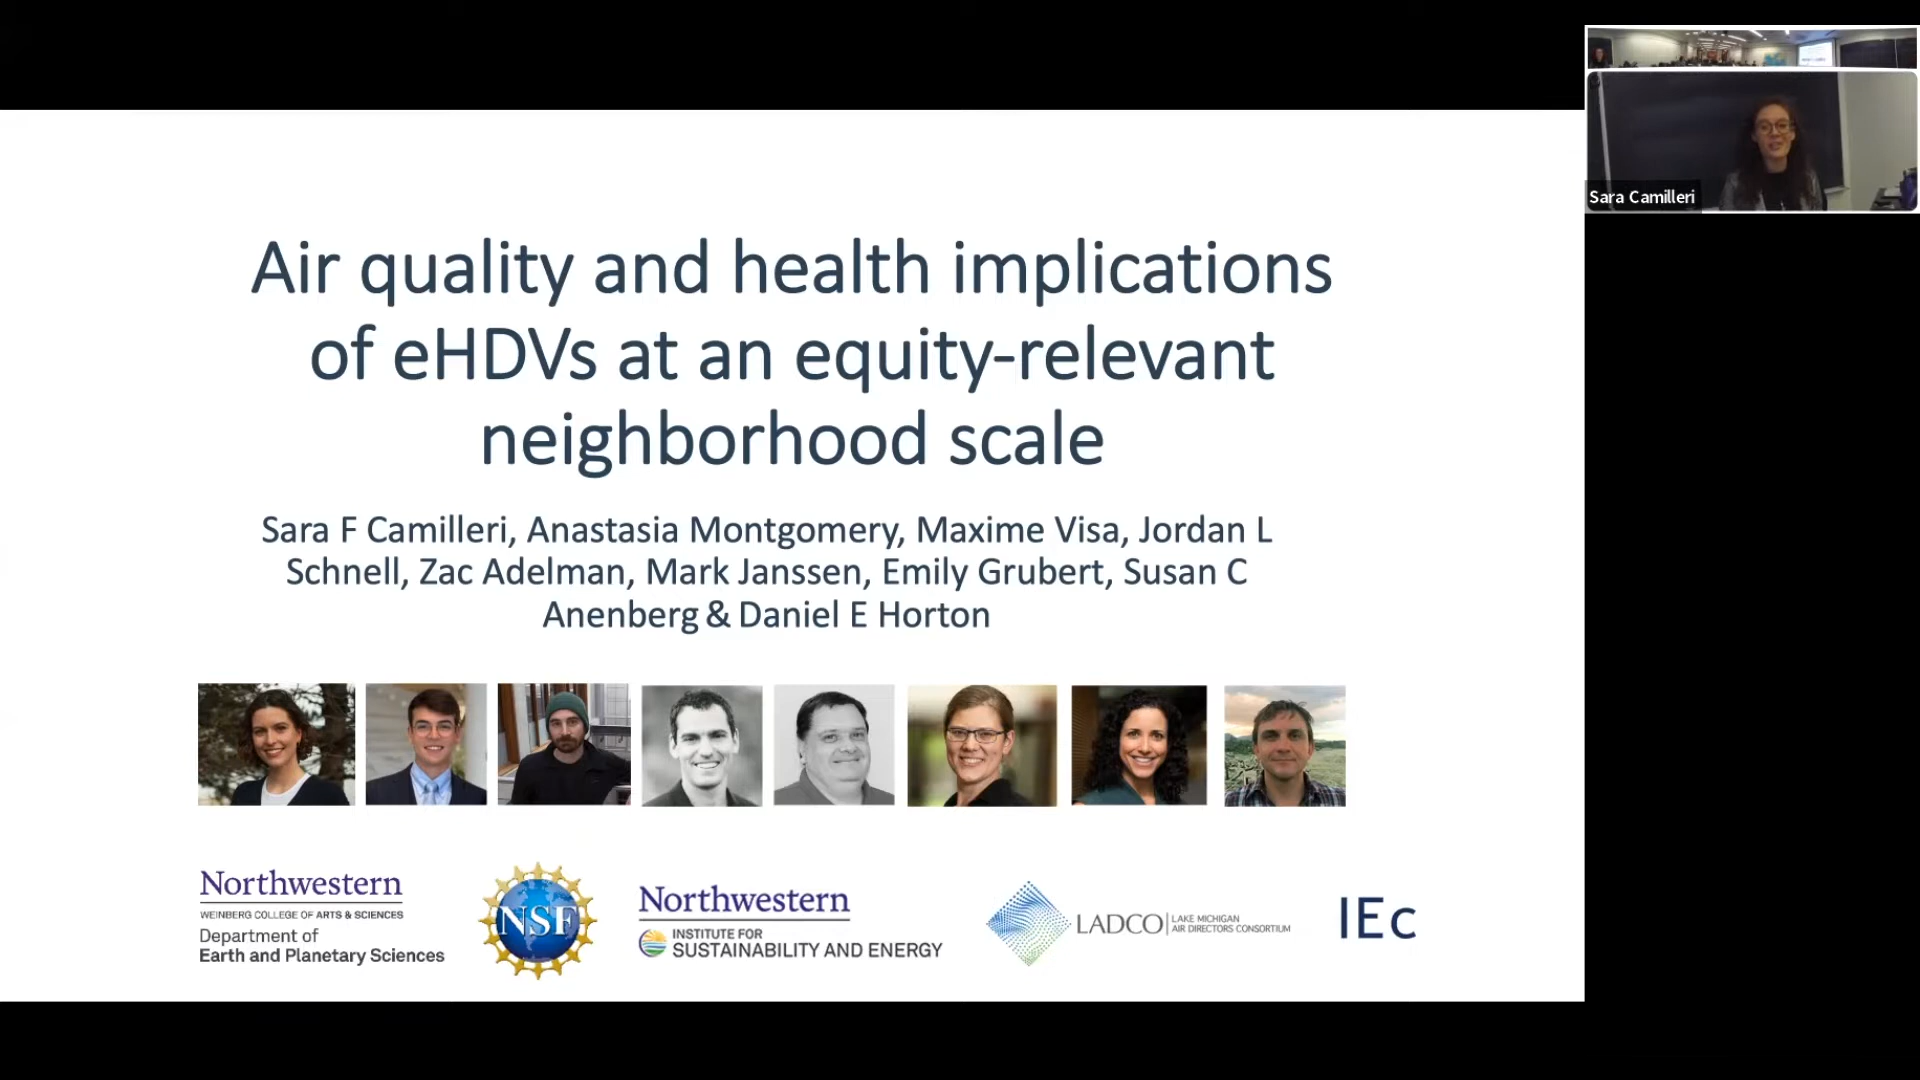 Sara Camilleri
Air quality and health implications
of eHDVs at an equity-relevant
neighborhood scale
Sara F Camilleri, Anastasia Montgomery, Maxime Visa, Jordan L
Schnell, Zac Adelman, Mark Janssen, Emily Grubert, Susan C
Anenberg & Daniel E Horton
Northwestern
WEINBERG COLLEGE OF ARTS & SCIENCES
Department of
Earth and Planetary Sciences
NSF
Northwestern
INSTITUTE FOR
SUSTAINABILITY AND ENERGY
LADCO
LAKE MICHIGAN
AIR DIRECTORS CONSORTIUM
IEc